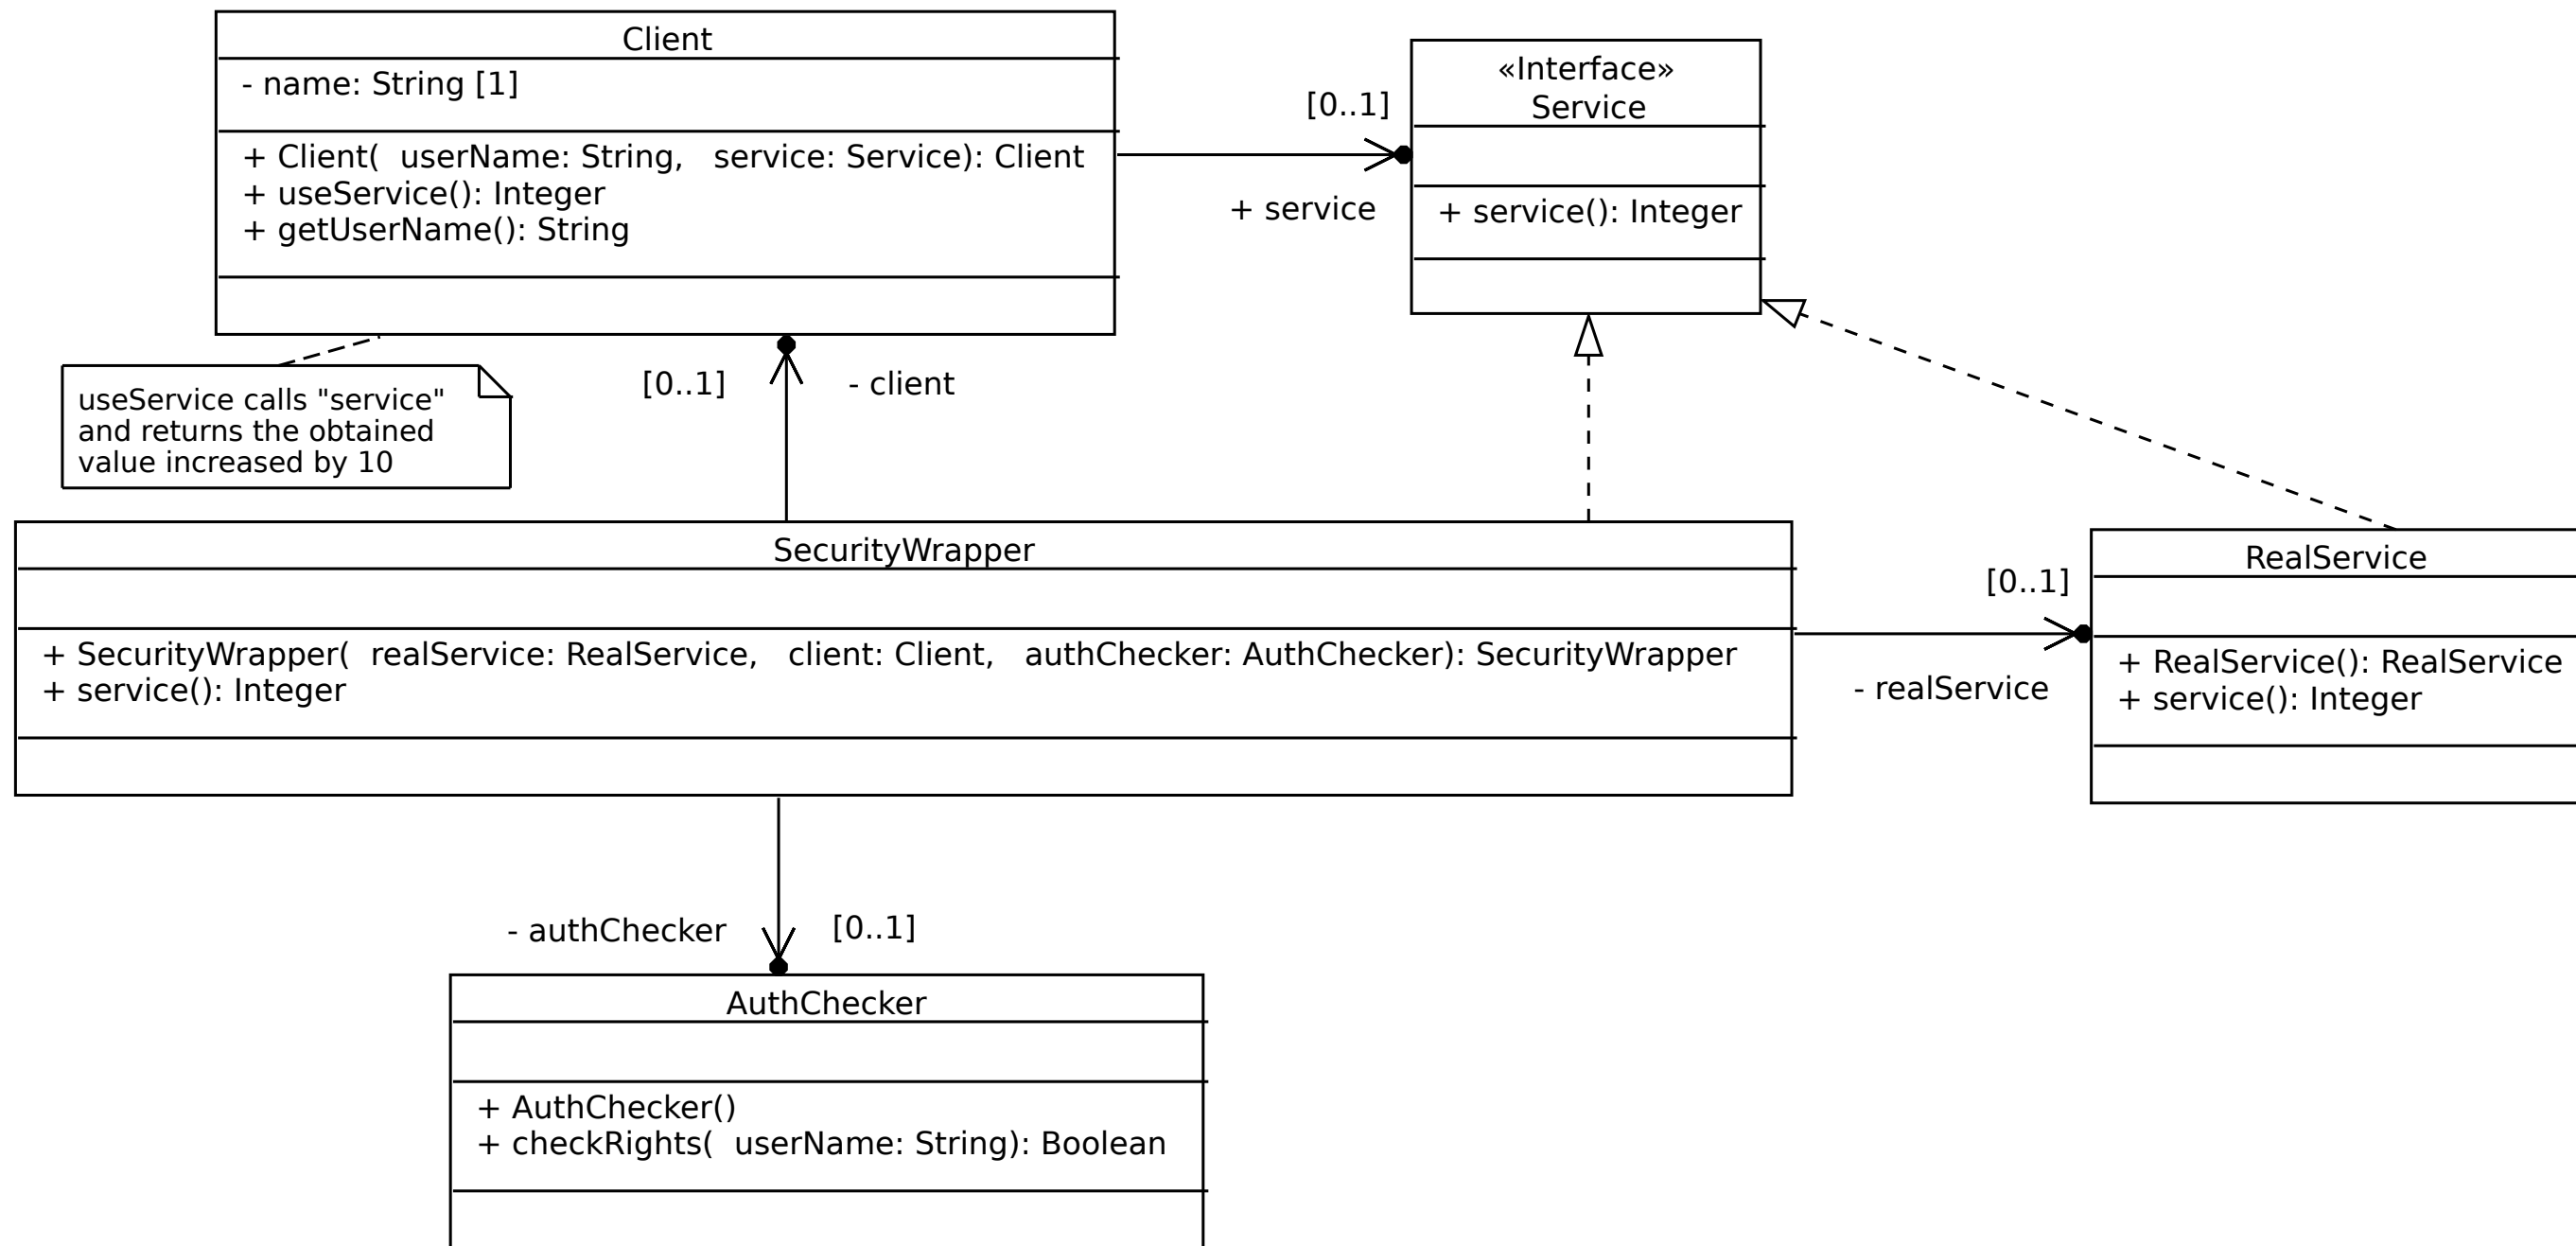 Client
- name: String [1]
+ Client(  userName: String,   service: Service): Client
+ useService(): Integer
+ getUserName(): String
[0..1]
+ service
«Interface»
Service
+ service(): Integer
useService calls "service"
and returns the obtained
value increased by 10
[0..1]
- client
SecurityWrapper
+ SecurityWrapper(  realService: RealService,   client: Client,   authChecker: AuthChecker): SecurityWrapper
+ service(): Integer
[0..1]
- realService
RealService
+ RealService(): RealService
+ service(): Integer
- authChecker
[0..1]
AuthChecker
+ AuthChecker()
+ checkRights(  userName: String): Boolean